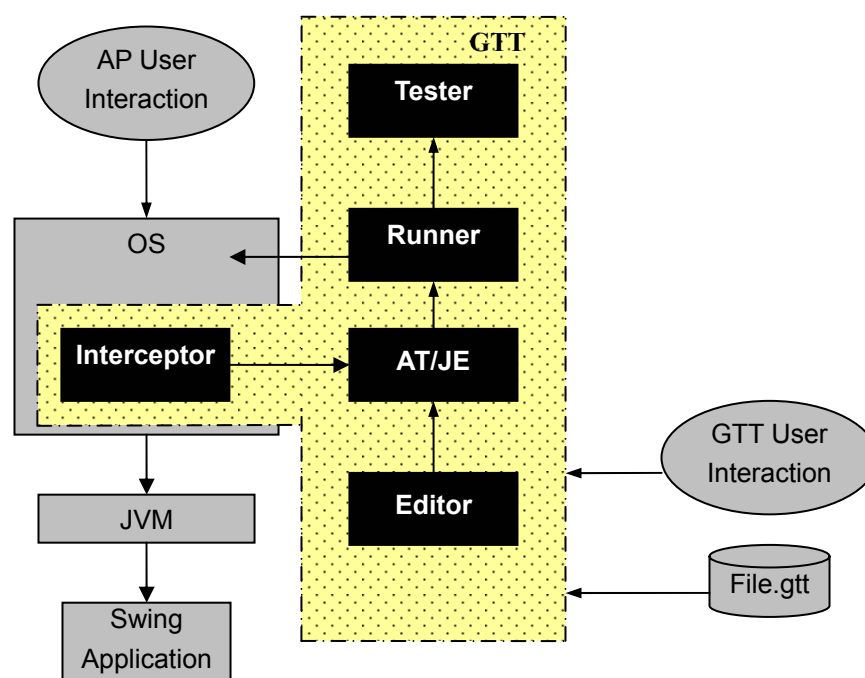 GTT
AP User
Interaction
Tester
OS
Runner
Interceptor
AT/JE
GTT User
Interaction
Editor
JVM
File.gtt
Swing
Application